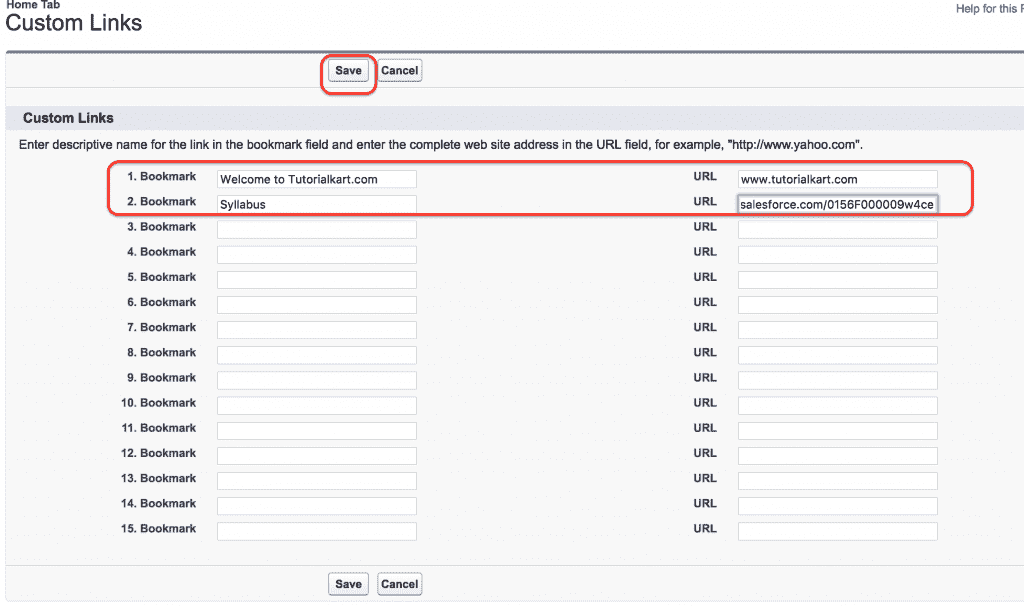 Home Tab
Custom Links
Help for this
Save Cancel
Custom Links
Enter descriptive name for the link in the bookmark field and enter the complete web site address in the URL field, for example, "http://www.yahoo.com".
1. Bookmark Welcome to Tutorialkart.com URL www.tutorialkart.com
2. Bookmark Syllabus URL salesforce.com/0156F000009w4ce
3. Bookmark URL
4. Bookmark URL
5. Bookmark URL
6. Bookmark URL
7. Bookmark URL
8. Bookmark URL
9. Bookmark URL
10. Bookmark URL
11. Bookmark URL
12. Bookmark URL
13. Bookmark URL
14. Bookmark URL
15. Bookmark URL
Save Cancel